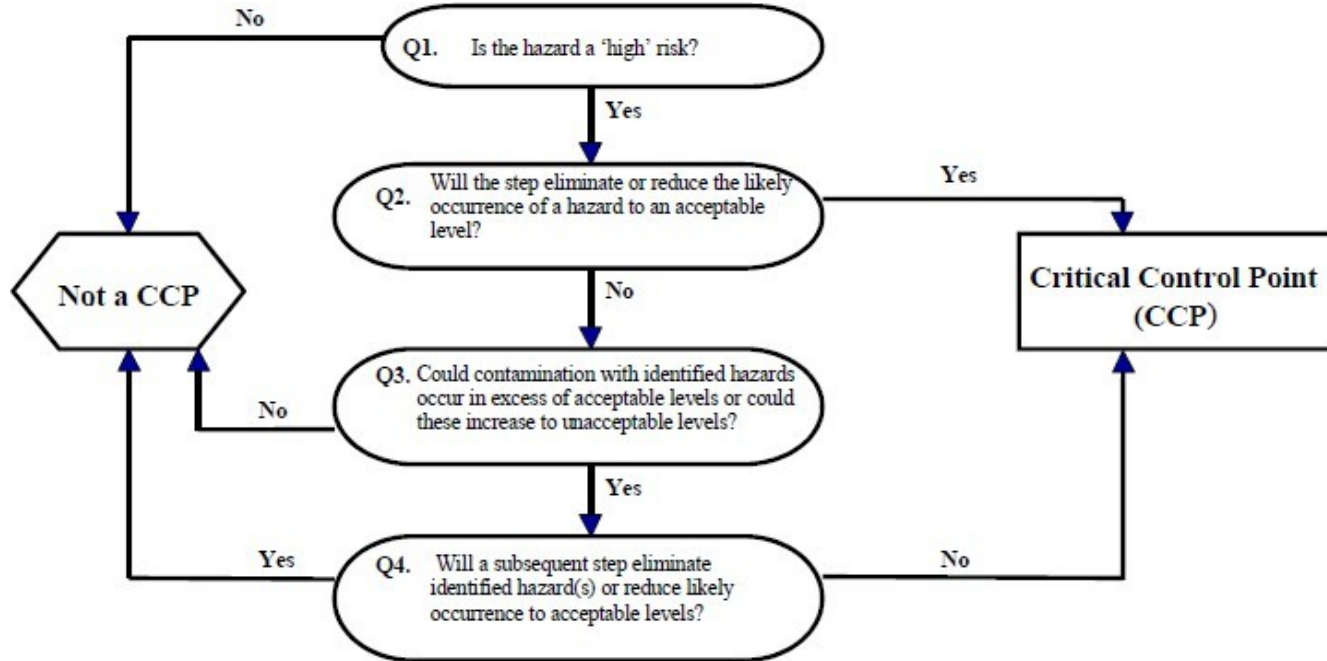 No
Q1. Is the hazard a ‘high’ risk?
Yes
Q2. Will the step eliminate or reduce the likely
occurrence of a hazard to an acceptable
level?
Yes
Not a CCP
Critical Control Point
(CCP)
No
Q3. Could contamination with identified hazards
occur in excess of acceptable levels or could
these increase to unacceptable levels?
No
Yes
Q4. Will a subsequent step eliminate
identified hazard(s) or reduce likely
occurrence to acceptable levels?
Yes
No